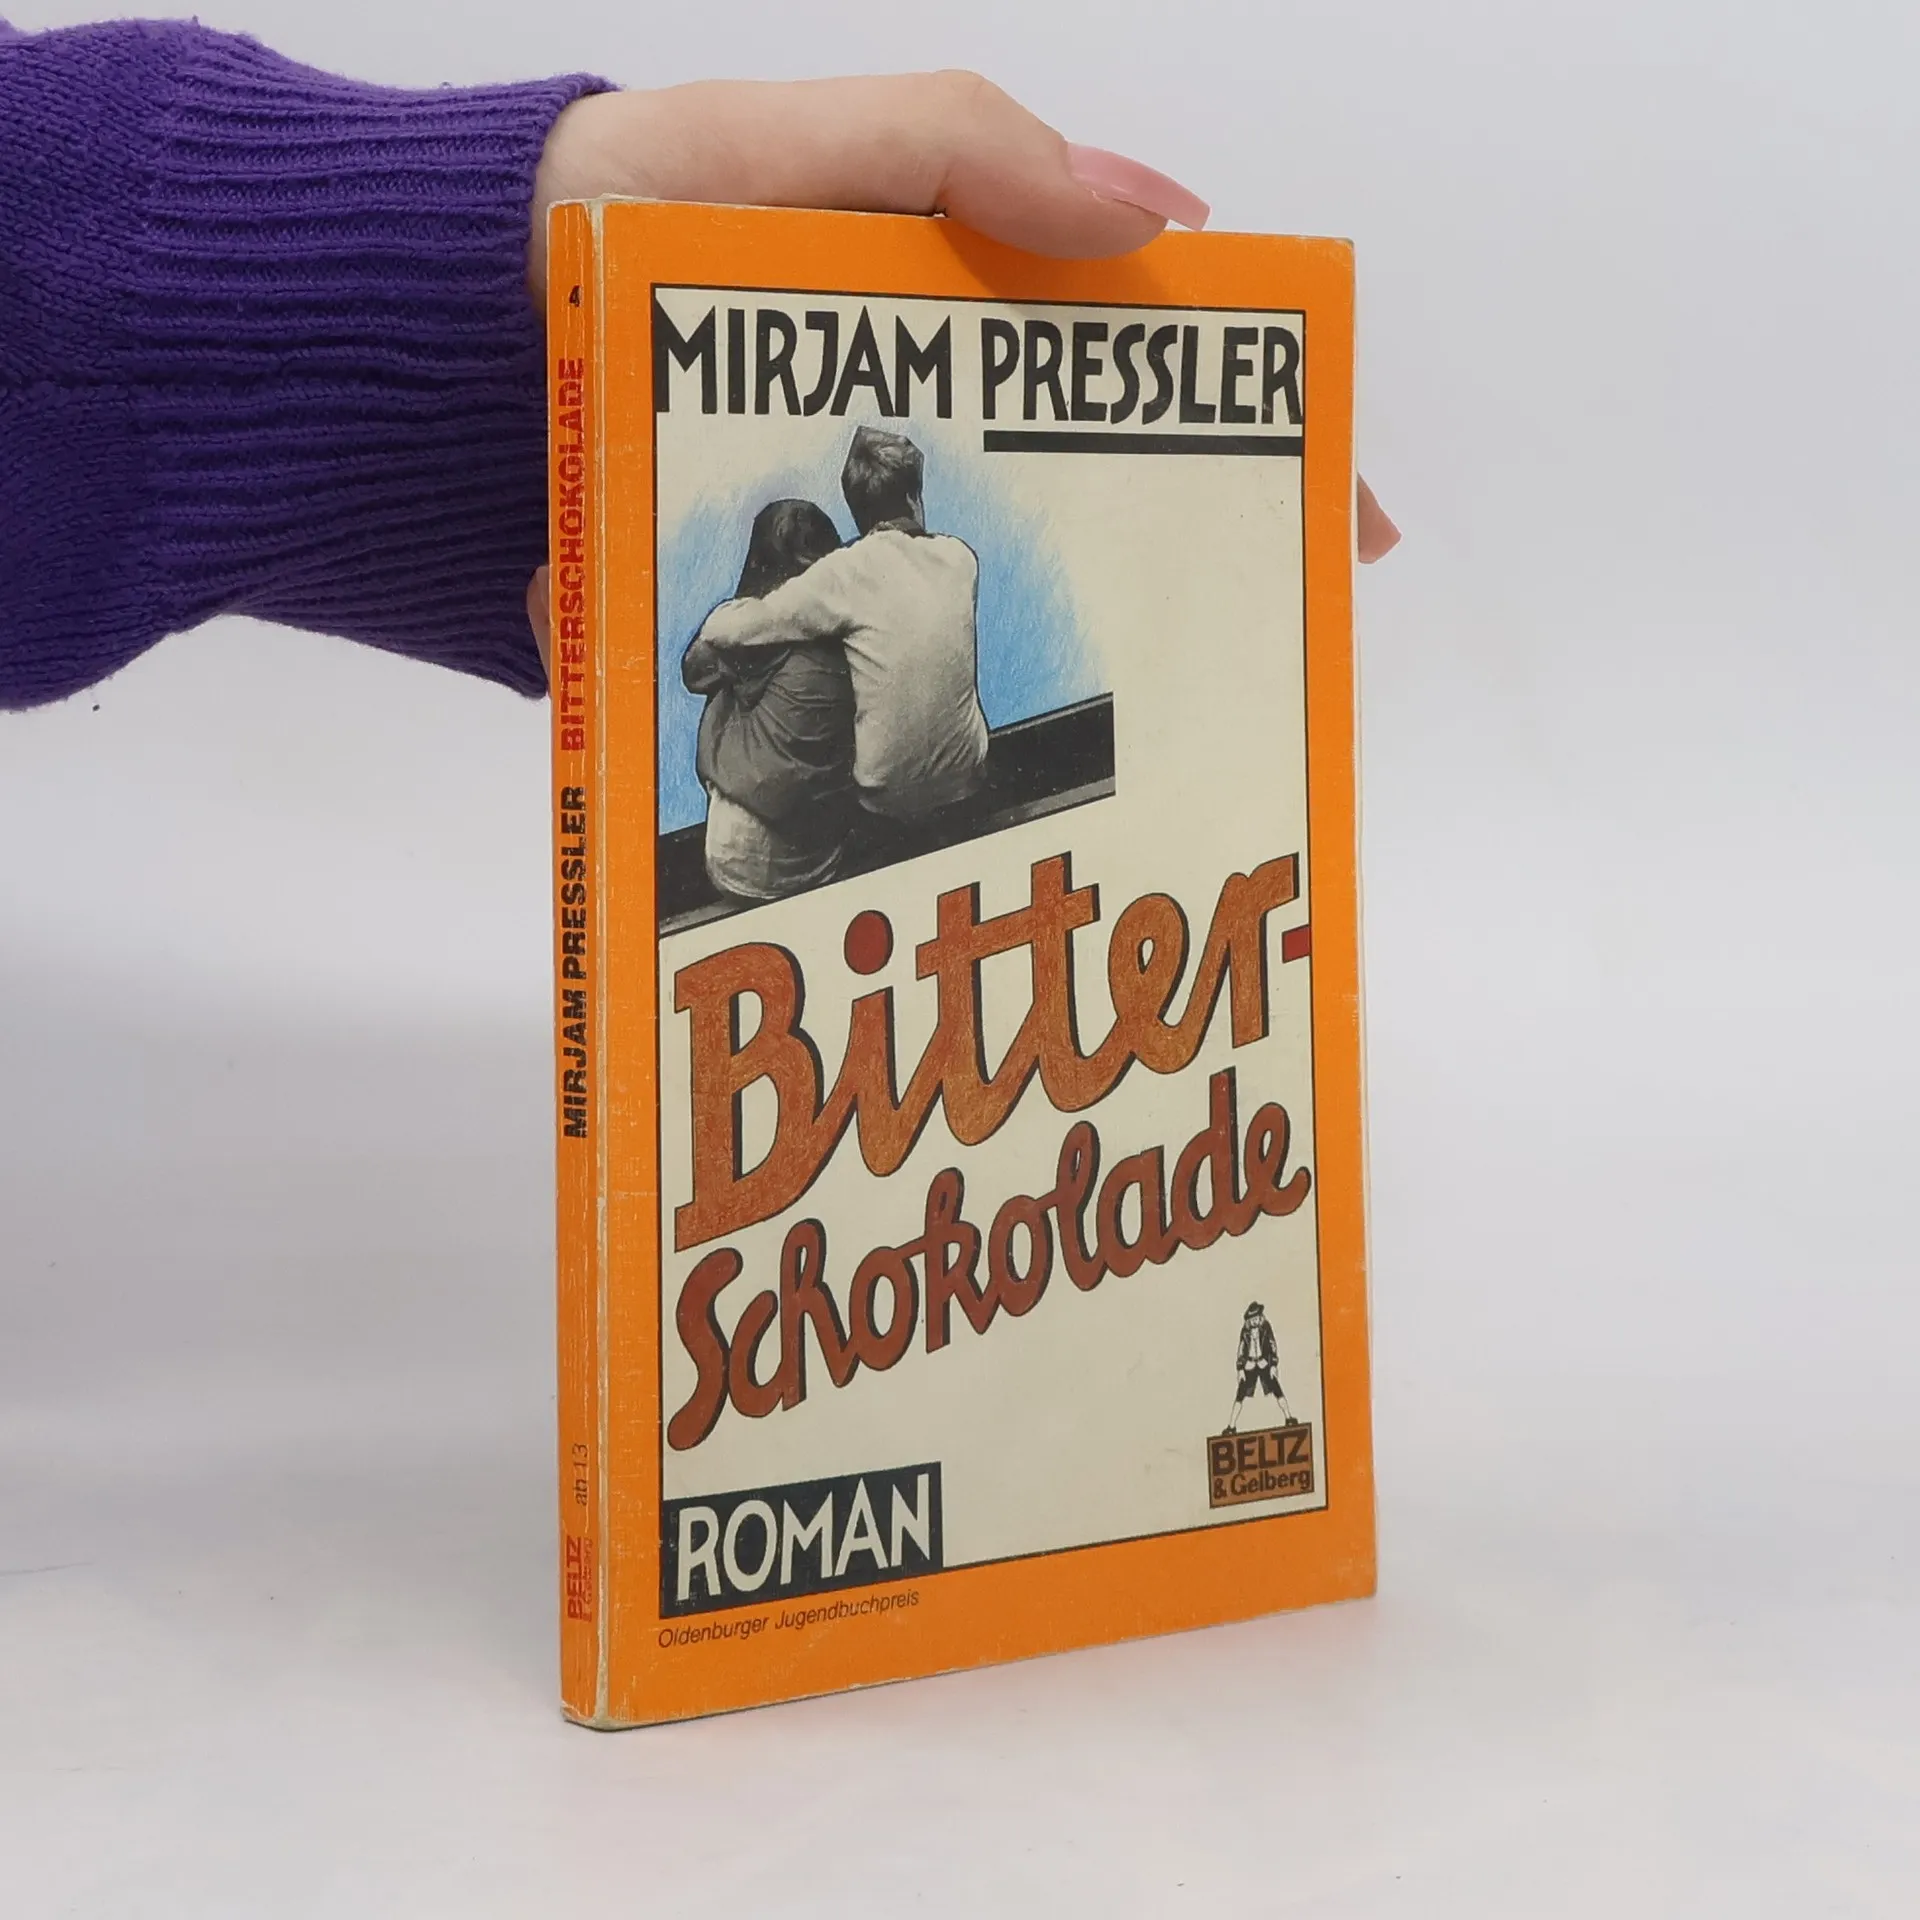 MIRJAM PRESSLER
Bitter-
Schokolade
BELTZ
& Gelberg
ROMAN
Oldenburger Jugendbuchpreis
4
MIRJAM PRESSLER BITTERSCHOKOLADE
ab 13
BELTZ
& Gelberg